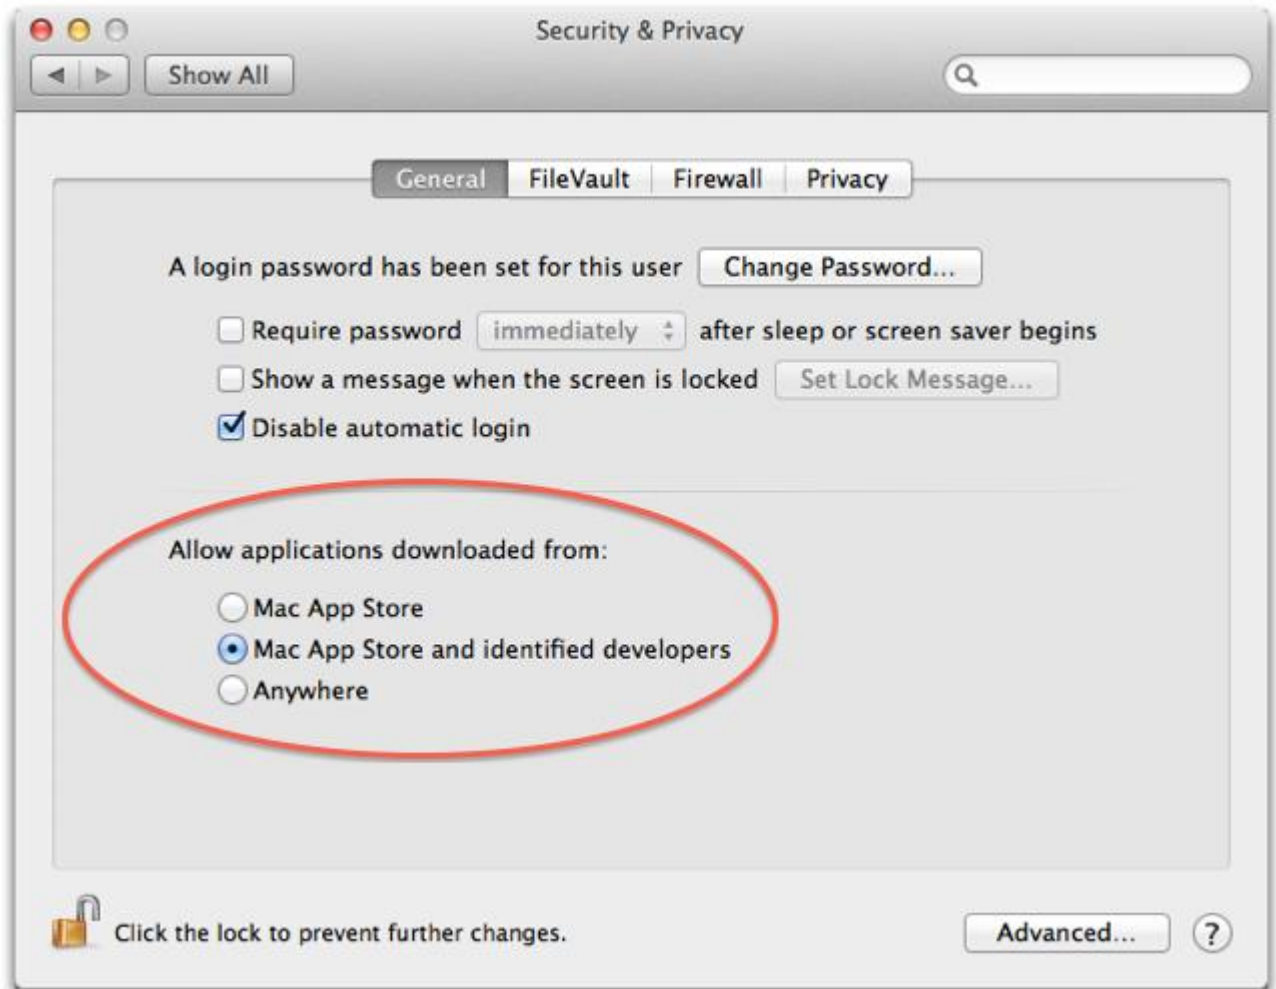 Security & Privacy
Show All
General FileVault Firewall Privacy
A login password has been set for this user Change Password...
Require password immediately after sleep or screen saver begins
Show a message when the screen is locked Set Lock Message...
Disable automatic login
Allow applications downloaded from:
Mac App Store
Mac App Store and identified developers
Anywhere
Click the lock to prevent further changes. Advanced... ?